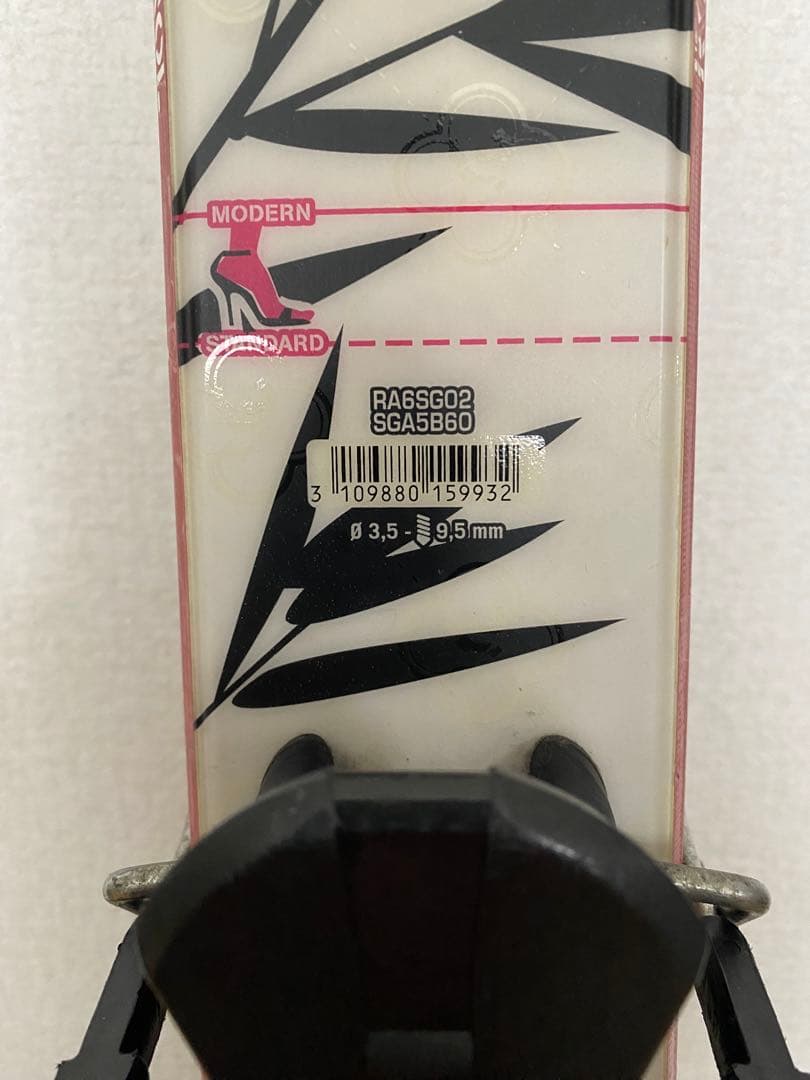 MODERN
STANDARD
RA6SG02
SGA5B60
3 109880 159932
Ø 3,5 - 9,5 mm